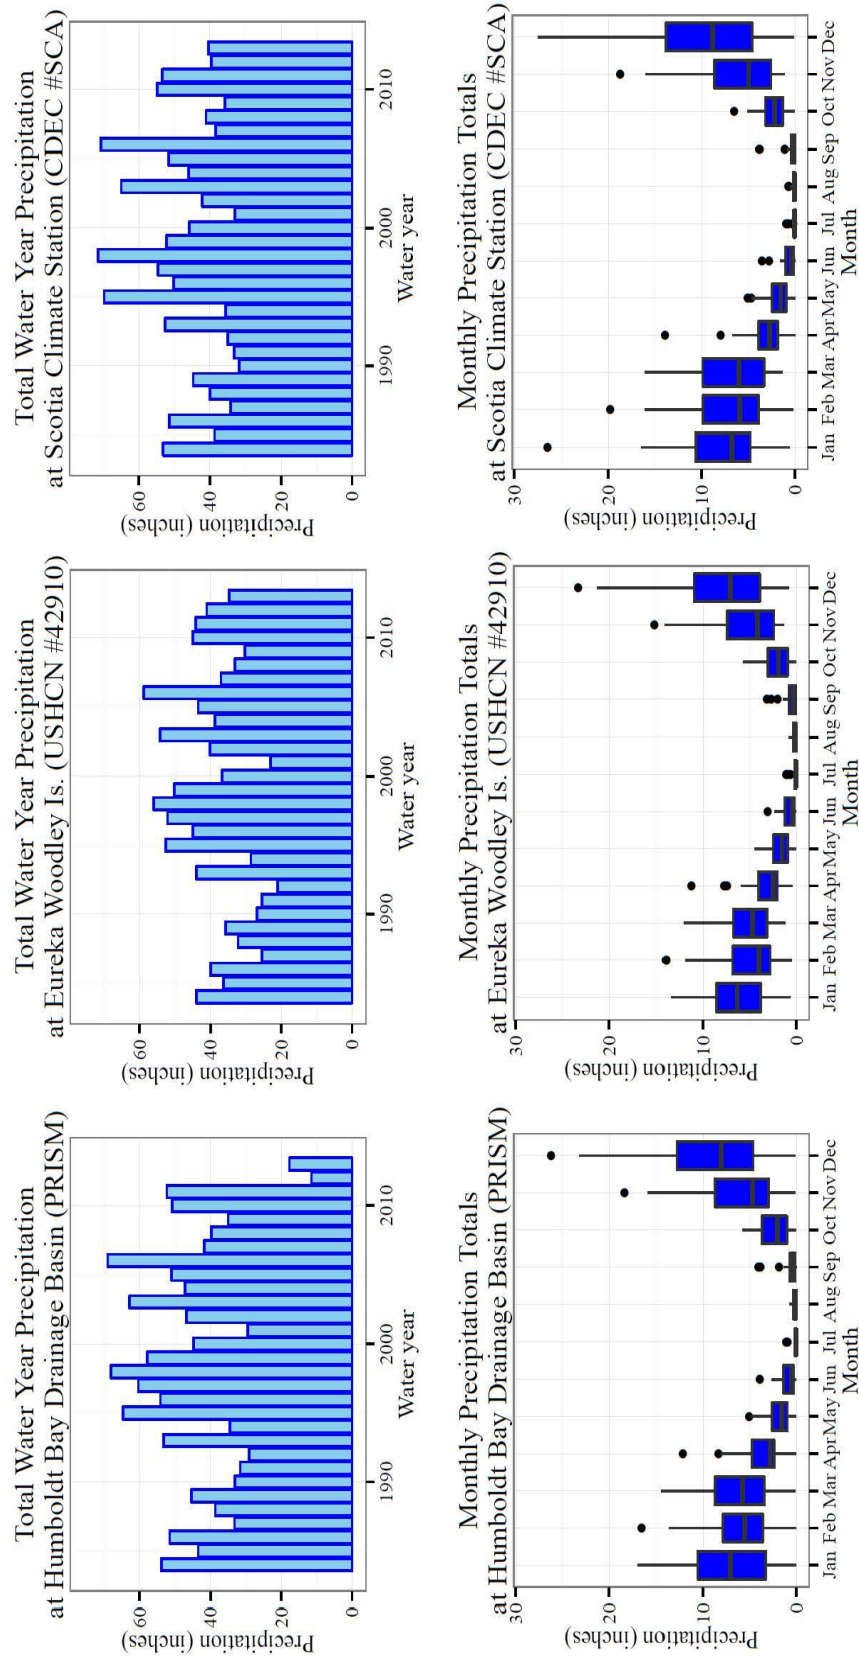 Total Water Year Precipitation
at Humboldt Bay Drainage Basin (PRISM)
Precipitation (inches)
60
40
20
0
1990
2000
2010
Water year
Total Water Year Precipitation
at Eureka Woodley Is. (USHCN #42910)
Precipitation (inches)
60
40
20
0
1990
2000
2010
Water year
Total Water Year Precipitation
at Scotia Climate Station (CDEC #SCA)
Precipitation (inches)
60
40
20
0
1990
2000
2010
Water year
Monthly Precipitation Totals
at Humboldt Bay Drainage Basin (PRISM)
Precipitation (inches)
30
20
10
0
Jan Feb Mar Apr May Jun Jul Aug Sep Oct Nov Dec
Month
Monthly Precipitation Totals
at Eureka Woodley Is. (USHCN #42910)
Precipitation (inches)
30
20
10
0
Jan Feb Mar Apr May Jun Jul Aug Sep Oct Nov Dec
Month
Monthly Precipitation Totals
at Scotia Climate Station (CDEC #SCA)
Precipitation (inches)
30
20
10
0
Jan Feb Mar Apr May Jun Jul Aug Sep Oct Nov Dec
Month